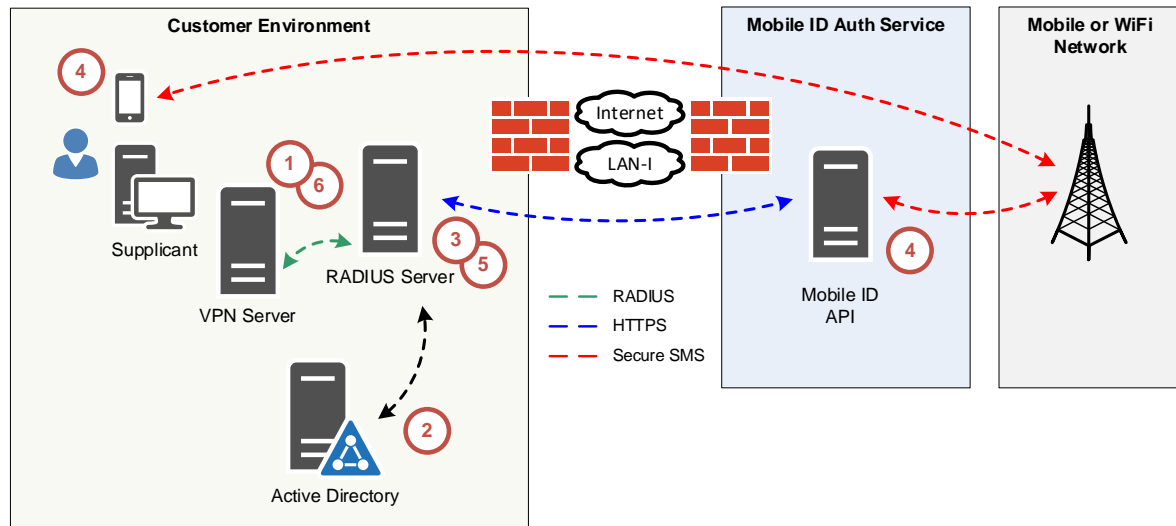 Customer Environment
Mobile ID Auth Service
Mobile or WiFi
Network
4
Internet
LAN-I
1
6
Supplicant
3
5
RADIUS Server
4
VPN Server
Mobile ID
API
RADIUS
HTTPS
Secure SMS
2
Active Directory